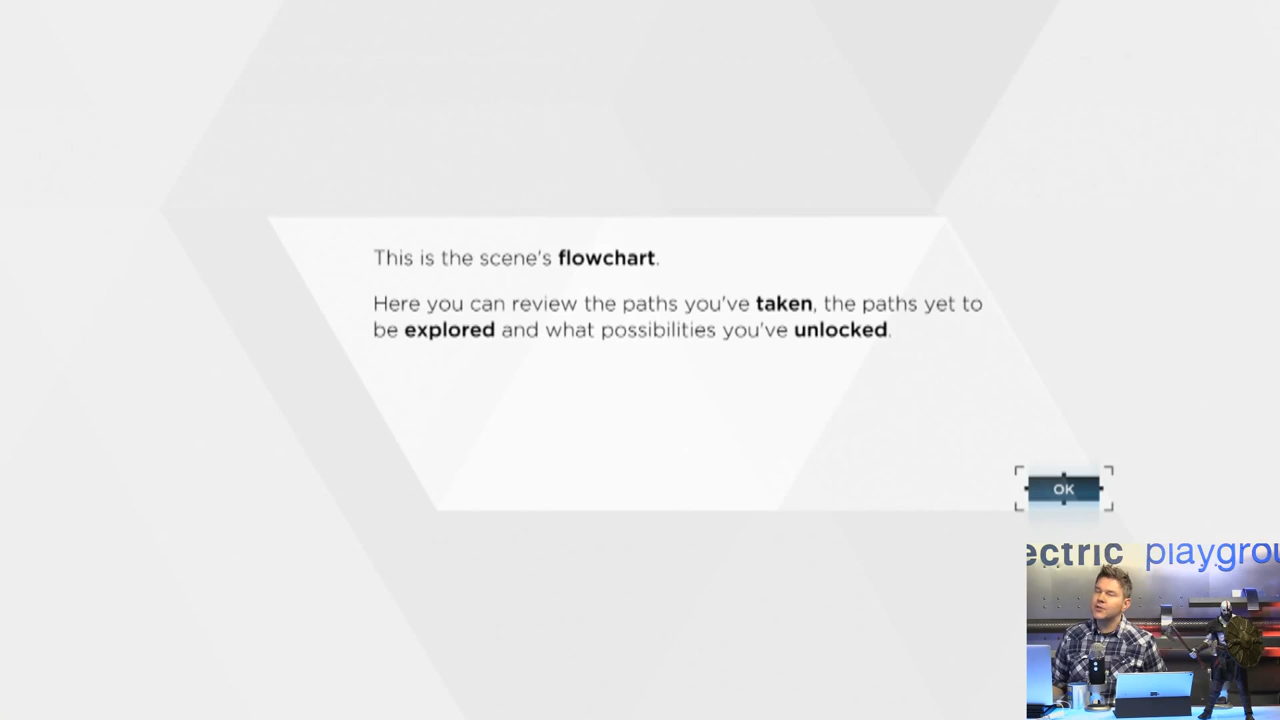 This is the scene's flowchart.
Here you can review the paths you've taken, the paths yet to
be explored and what possibilities you've unlocked.
OK
ectric playgrou